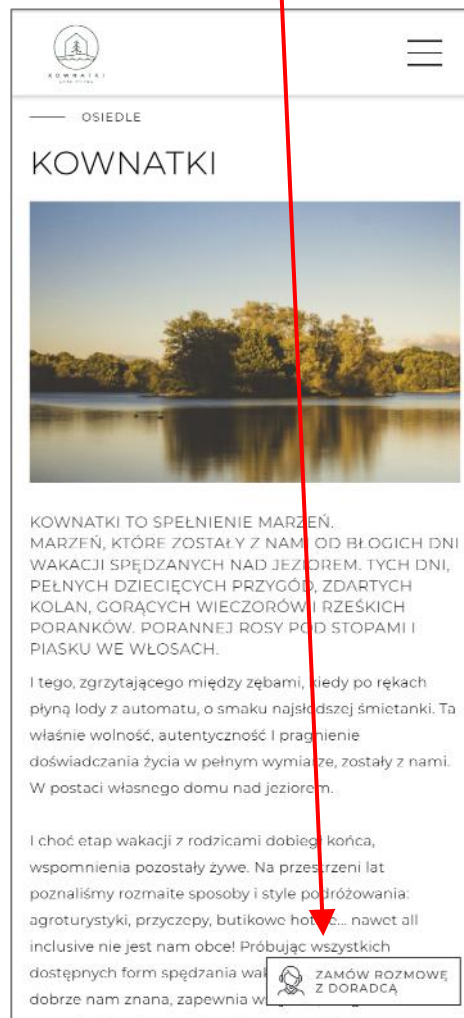 KOWNATKI
OSIEDLE
KOWNATKI
KOWNATKI TO SPEŁNIENIE MARZEŃ.
MARZEŃ, KTÓRE ZOSTAŁY Z NAMI OD BŁOGICH DNI
WAKACJI SPĘDZANYCH NAD JEZIOREM. TYCH DNI,
PEŁNYCH DZIECIĘCYCH PRZYGÓD, ZDARTYCH
KOLAN, GORĄCYCH WIECZORÓW I RZEŚKICH
PORANKÓW. PORANNEJ ROSY POD STOPAMI I
PIASKU WE WŁOSACH.
I tego, zgrzytającego między zębami, kiedy po rękach
płyną lody z automatu, o smaku najsłodszej śmietanki. Ta
właśnie wolność, autentyczność I pragnienie
doświadczania życia w pełnym wymiarze, zostały z nami.
W postaci własnego domu nad jeziorem.
I choć etap wakacji z rodzicami dobiegł końca,
wspomnienia pozostały żywe. Na przestrzeni lat
poznaliśmy rozmaite sposoby i style podróżowania:
agroturystyki, przyczepy, butikowe hotele... nawet all
inclusive nie jest nam obce! Próbując wszystkich
dostępnych form spędzania
dobrze nam znana, zapewnia
ZAMÓW ROZMOWĘ
Z DORADCĄ